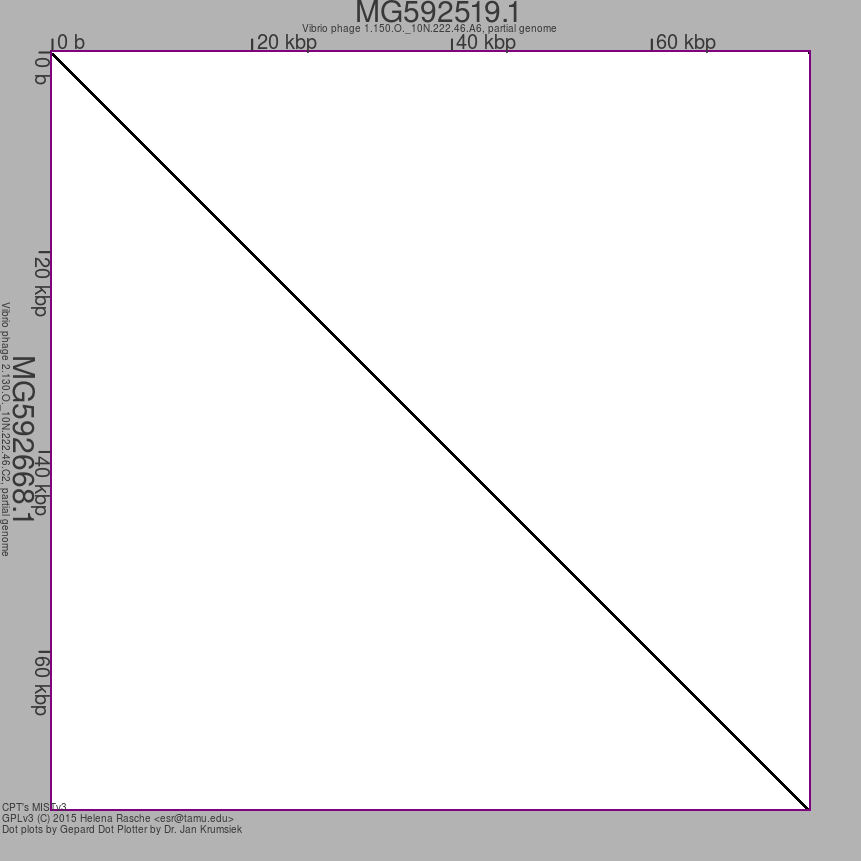 MG592519.1
Vibrio phage 1.150.O._10N.222.46.A6, partial genome
0 b
20 kbp
40 kbp
60 kbp
0 b
20 kbp
40 kbp
60 kbp
MG592668.1
Vibrio phage 2.130.O._10N.222.46.C2, partial genome
CPT's MISTv3
GPLv3 (C) 2015 Helena Rasche <esr@tamu.edu>
Dot plots by Gepard Dot Plotter by Dr. Jan Krumsiek